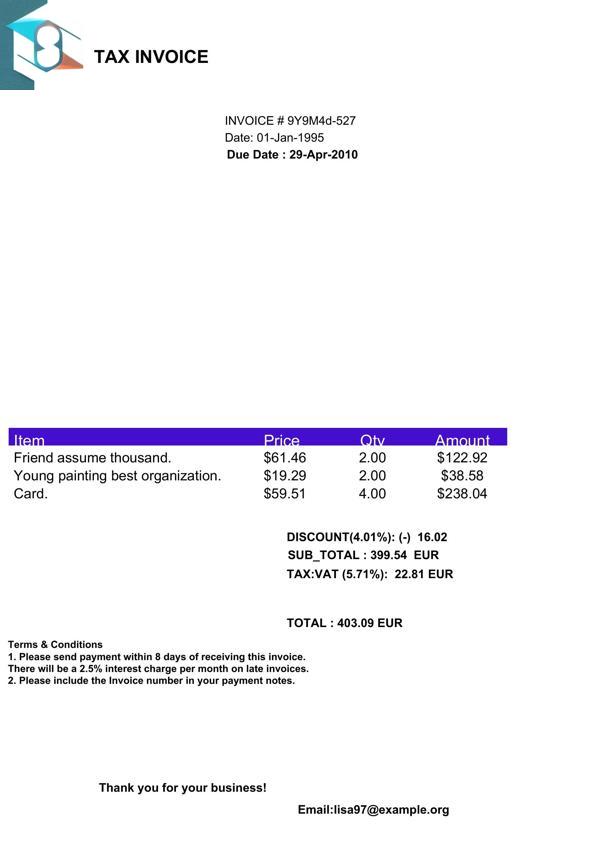 TAX INVOICE
INVOICE # 9Y9M4d-527
Date: 01-Jan-1995
Due Date : 29-Apr-2010
Item Price Qty Amount
Friend assume thousand. $61.46 2.00 $122.92
Young painting best organization. $19.29 2.00 $38.58
Card. $59.51 4.00 $238.04
DISCOUNT(4.01%): (-) 16.02
SUB_TOTAL : 399.54 EUR
TAX:VAT (5.71%): 22.81 EUR
TOTAL : 403.09 EUR
Terms & Conditions
1. Please send payment within 8 days of receiving this invoice.
There will be a 2.5% interest charge per month on late invoices.
2. Please include the Invoice number in your payment notes.
Thank you for your business!
Email:lisa97@example.org